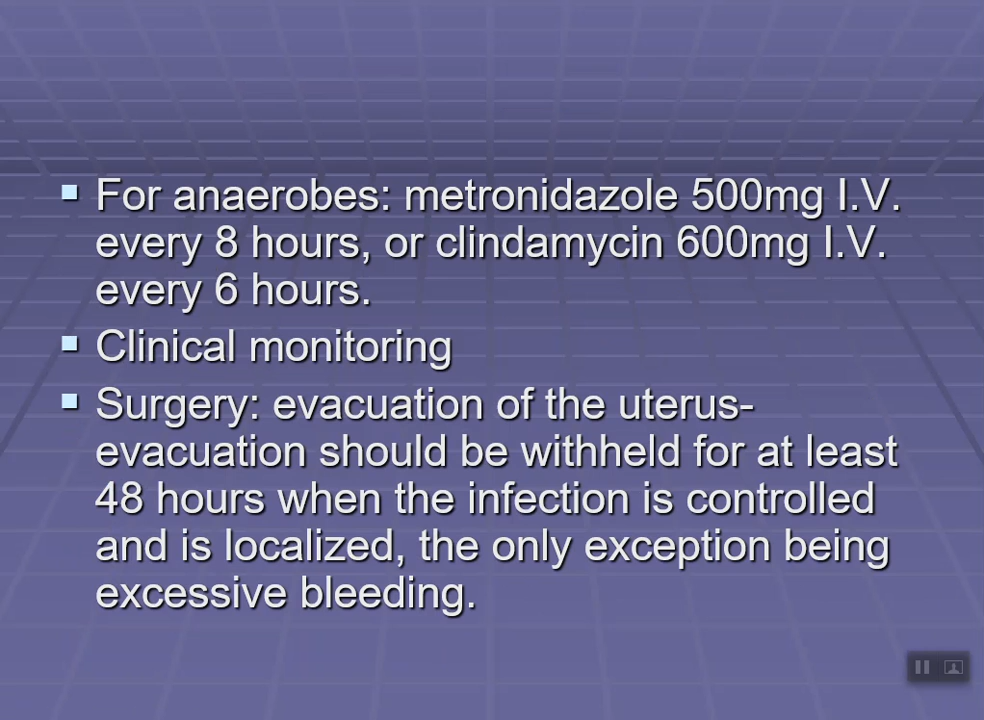 For anaerobes: metronidazole 500mg I.V.
every 8 hours, or clindamycin 600mg I.V.
every 6 hours.
Clinical monitoring
Surgery: evacuation of the uterus-
evacuation should be withheld for at least
48 hours when the infection is controlled
and is localized, the only exception being
excessive bleeding.